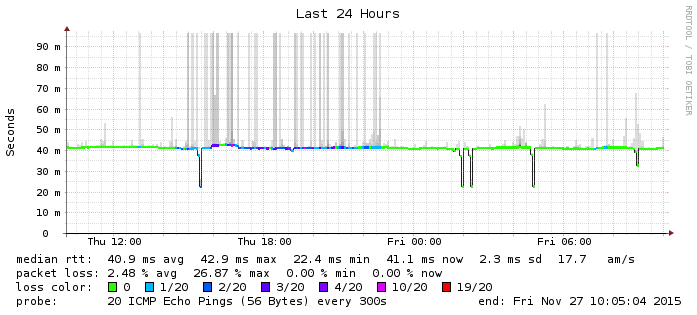 Last 24 Hours
RRDTOOL / TOBI OETIKER
Seconds
90 m
80 m
70 m
60 m
50 m
40 m
30 m
20 m
10 m
0
Thu 12:00 Thu 18:00 Fri 00:00 Fri 06:00
median rtt: 40.9 ms avg 42.9 ms max 22.4 ms min 41.1 ms now 2.3 ms sd 17.7 am/s
packet loss: 2.48 % avg 26.87 % max 0.00 % min 0.00 % now
loss color: 0 1/20 2/20 3/20 4/20 10/20 19/20
probe: 20 ICMP Echo Pings (56 Bytes) every 300s end: Fri Nov 27 10:05:04 2015